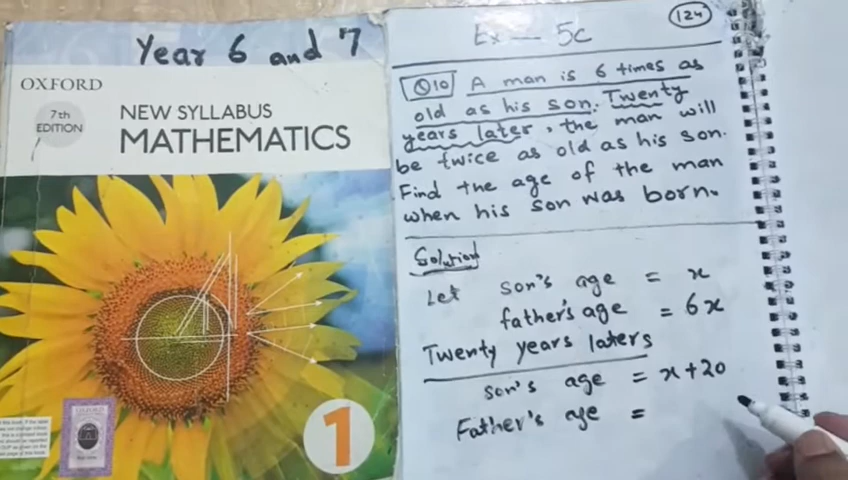 Year 6 and 7
OXFORD
7th
EDITION
NEW SYLLABUS
MATHEMATICS
1
124
Ex - 5c
Q10 A man is 6 times as
old as his son. Twenty
years later, the man will
be twice as old as his son.
Find the age of the man
when his son was born.
Solution
Let son's age = x
father's age = 6x
Twenty years laters
son's age = x+20
Father's age =